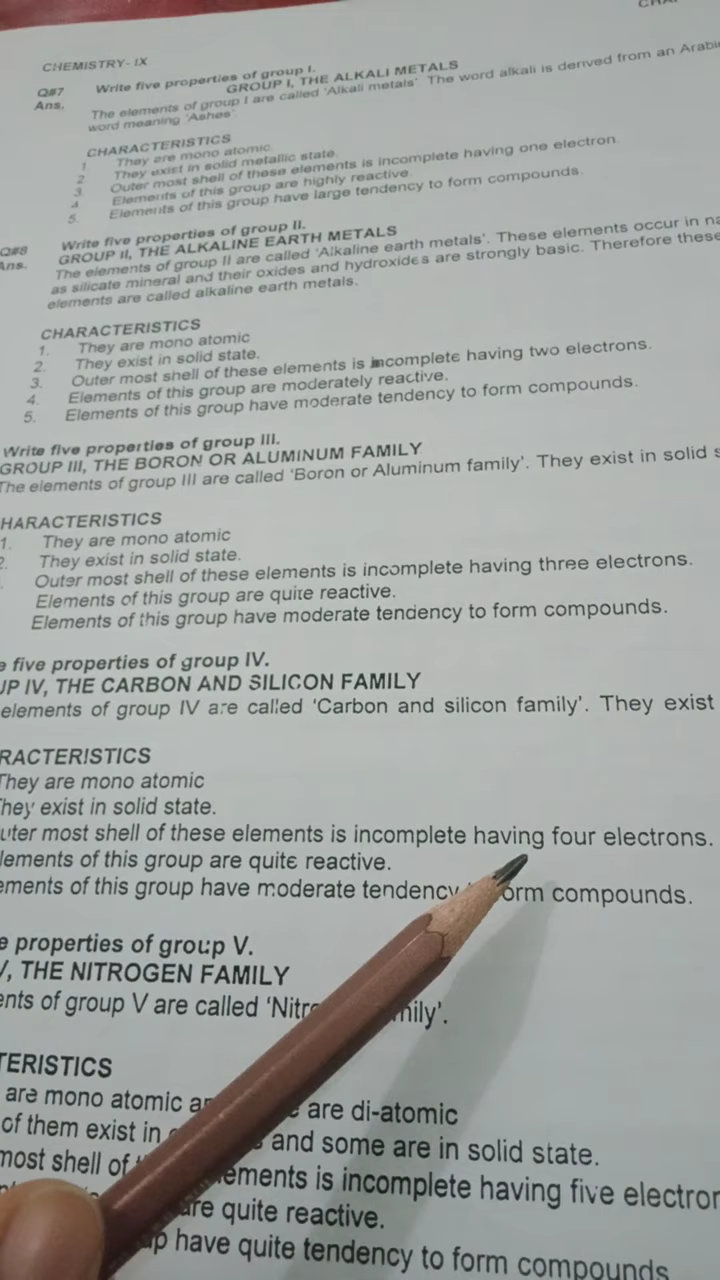 CHEMISTRY- IX
Q#7 Write five properties of group I.
Ans. GROUP I, THE ALKALI METALS
The elements of group I are called 'Alkali metals' The word alkali is derived from an Arabic
word meaning 'Ashes'.
CHARACTERISTICS
1. They are mono atomic
2. They exist in solid metallic state.
3. Outer most shell of these elements is incomplete having one electron.
4. Elements of this group are highly reactive
5. Elements of this group have large tendency to form compounds.
Q#8 Write five properties of group II.
Ans. GROUP II, THE ALKALINE EARTH METALS
The elements of group II are called 'Alkaline earth metals'. These elements occur in na
as silicate mineral and their oxides and hydroxides are strongly basic. Therefore these
elements are called alkaline earth metals.
CHARACTERISTICS
1. They are mono atomic
2. They exist in solid state.
3. Outer most shell of these elements is incomplete having two electrons.
4. Elements of this group are moderately reactive.
5. Elements of this group have moderate tendency to form compounds.
Write five properties of group III.
GROUP III, THE BORON OR ALUMINUM FAMILY
The elements of group III are called 'Boron or Aluminum family'. They exist in solid s
HARACTERISTICS
1. They are mono atomic
2. They exist in solid state.
Outer most shell of these elements is incomplete having three electrons.
Elements of this group are quite reactive.
Elements of this group have moderate tendency to form compounds.
e five properties of group IV.
UP IV, THE CARBON AND SILICON FAMILY
elements of group IV are called 'Carbon and silicon family'. They exist
RACTERISTICS
They are mono atomic
hey exist in solid state.
uter most shell of these elements is incomplete having four electrons.
lements of this group are quite reactive.
ements of this group have moderate tendency orm compounds.
e properties of group V.
V, THE NITROGEN FAMILY
ents of group V are called 'Nitro mily'.
TERISTICS
are mono atomic are di-atomic
of them exist in and some are in solid state.
most shell of ements is incomplete having five electron
are quite reactive.
up have quite tendency to form compounds